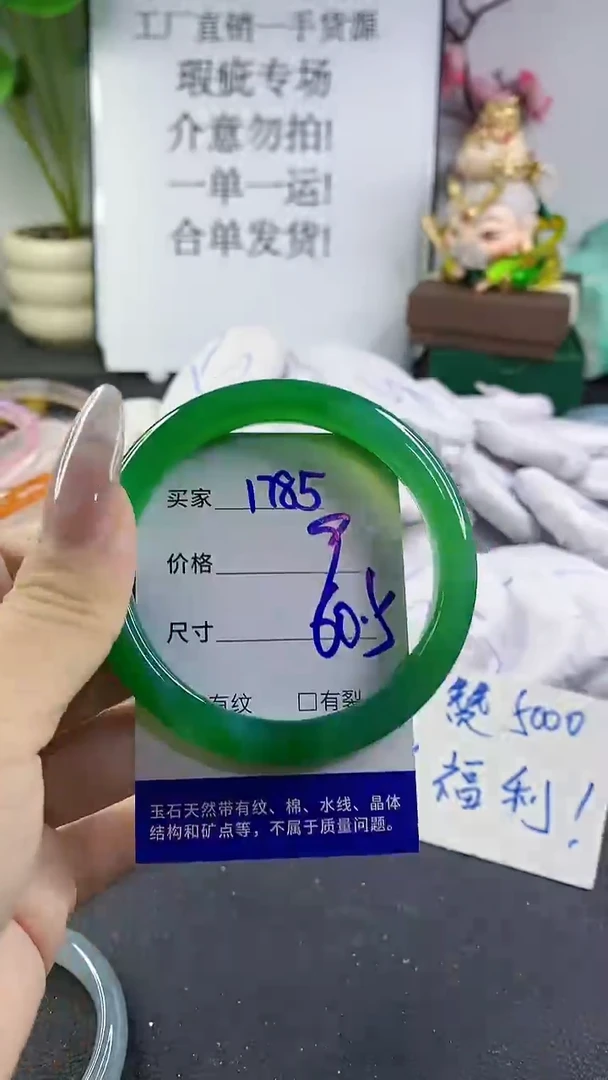 工厂直销一手货源
瑕疵专场
介意勿拍!
一单一运!
合单发货!
买家 1785
价格
尺寸 60.5
有纹 □有裂
玉石天然带有纹、棉、水线、晶体
结构和矿点等，不属于质量问题。
赞 5000
福利!